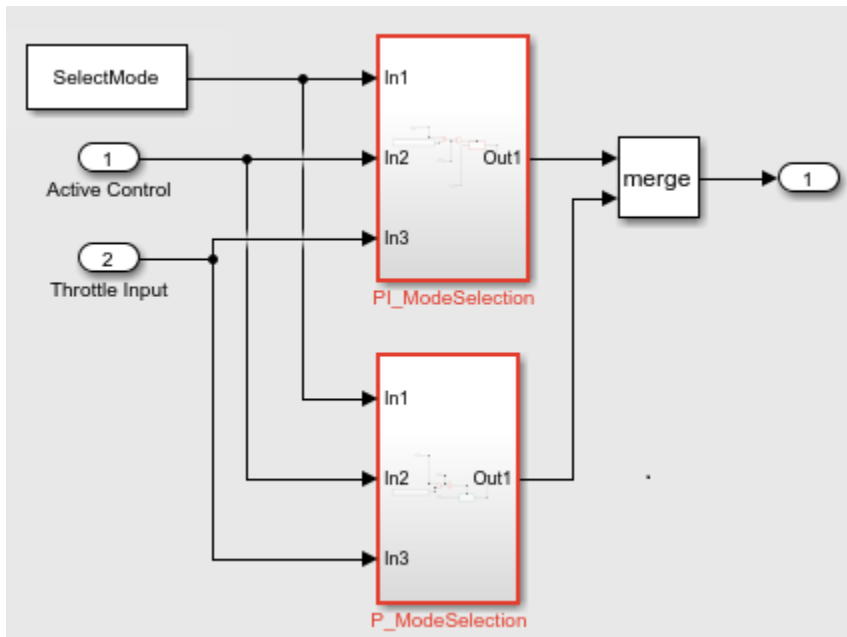 SelectMode
1
Active Control
2
Throttle Input
In1
In2
In3
Out1
PI_ModeSelection
In1
In2
In3
Out1
P_ModeSelection
merge
1